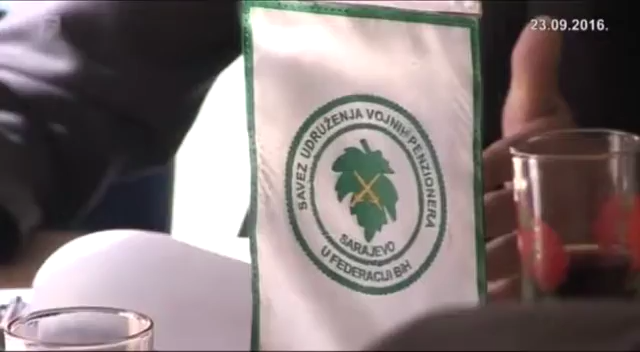 23.09.2016.
SAVEZ UDRUŽENJA VOJNIH PENZIONERA
U FEDERACIJI BiH
SARAJEVO